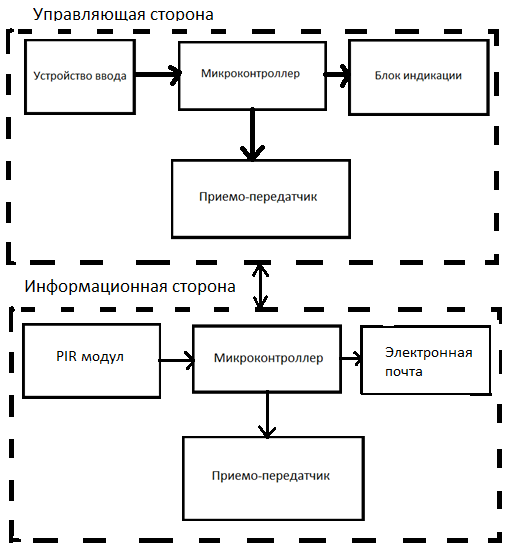 Управляющая сторона
Устройство ввода
Микроконтроллер
Блок индикации
Приемо-передатчик
Информационная сторона
PIR модул
Микроконтроллер
Электронная
почта
Приемо-передатчик